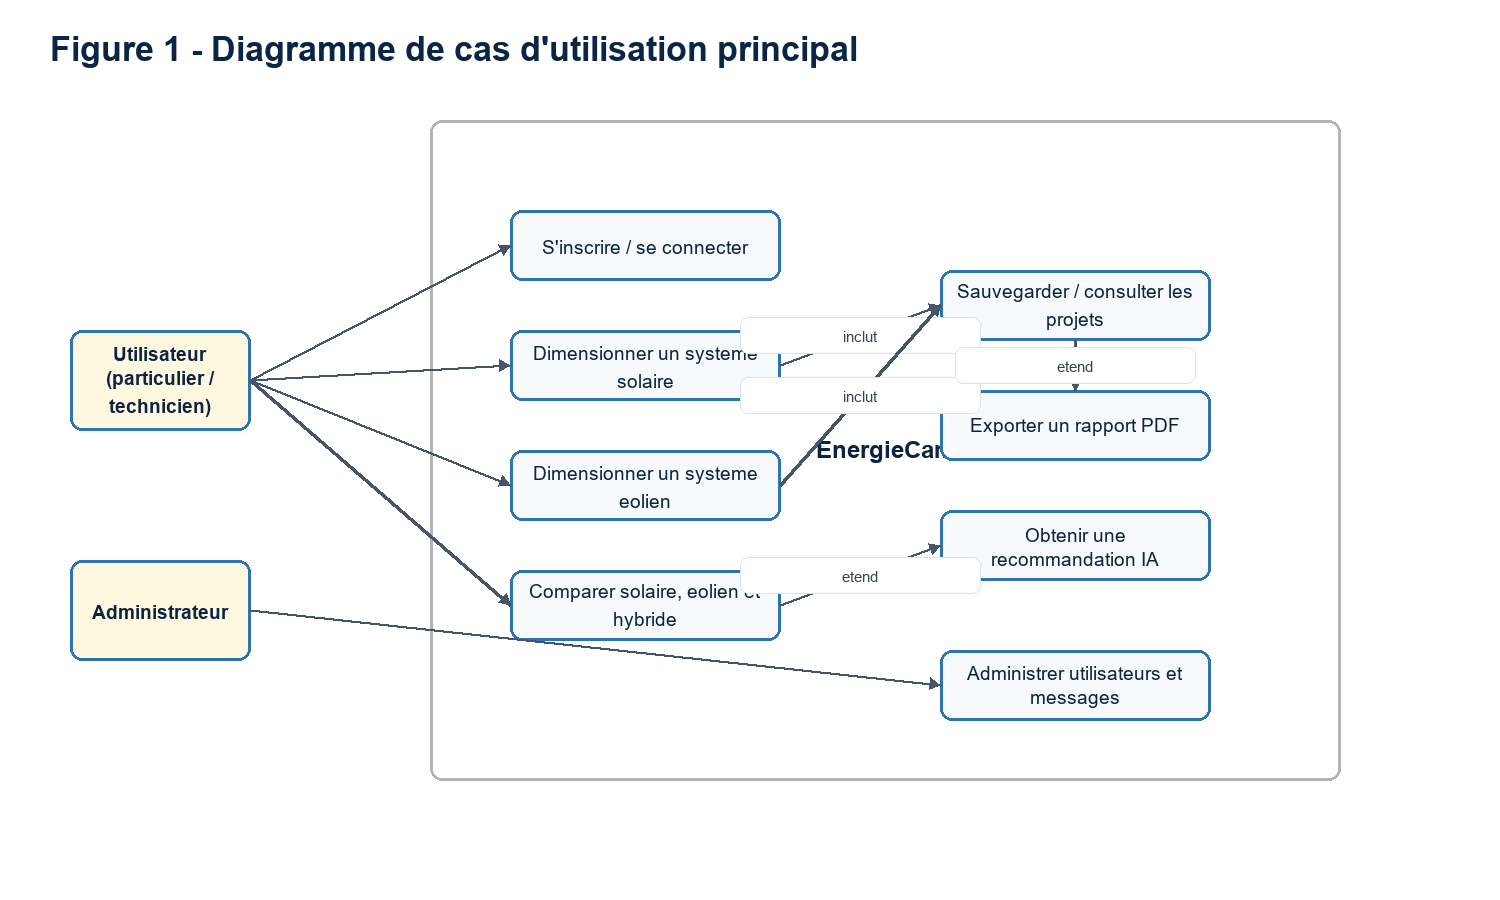 Figure 1 - Diagramme de cas d'utilisation principal
S'inscrire / se connecter
Sauvegarder / consulter les
projets
Utilisateur
(particulier /
technicien)
Dimensionner un systeme
solaire
inclut
etend
inclut
Exporter un rapport PDF
EnergieCar
Dimensionner un systeme
eolien
Obtenir une
recommandation IA
etend
Comparer solaire, eolien et
hybride
Administrateur
Administrer utilisateurs et
messages